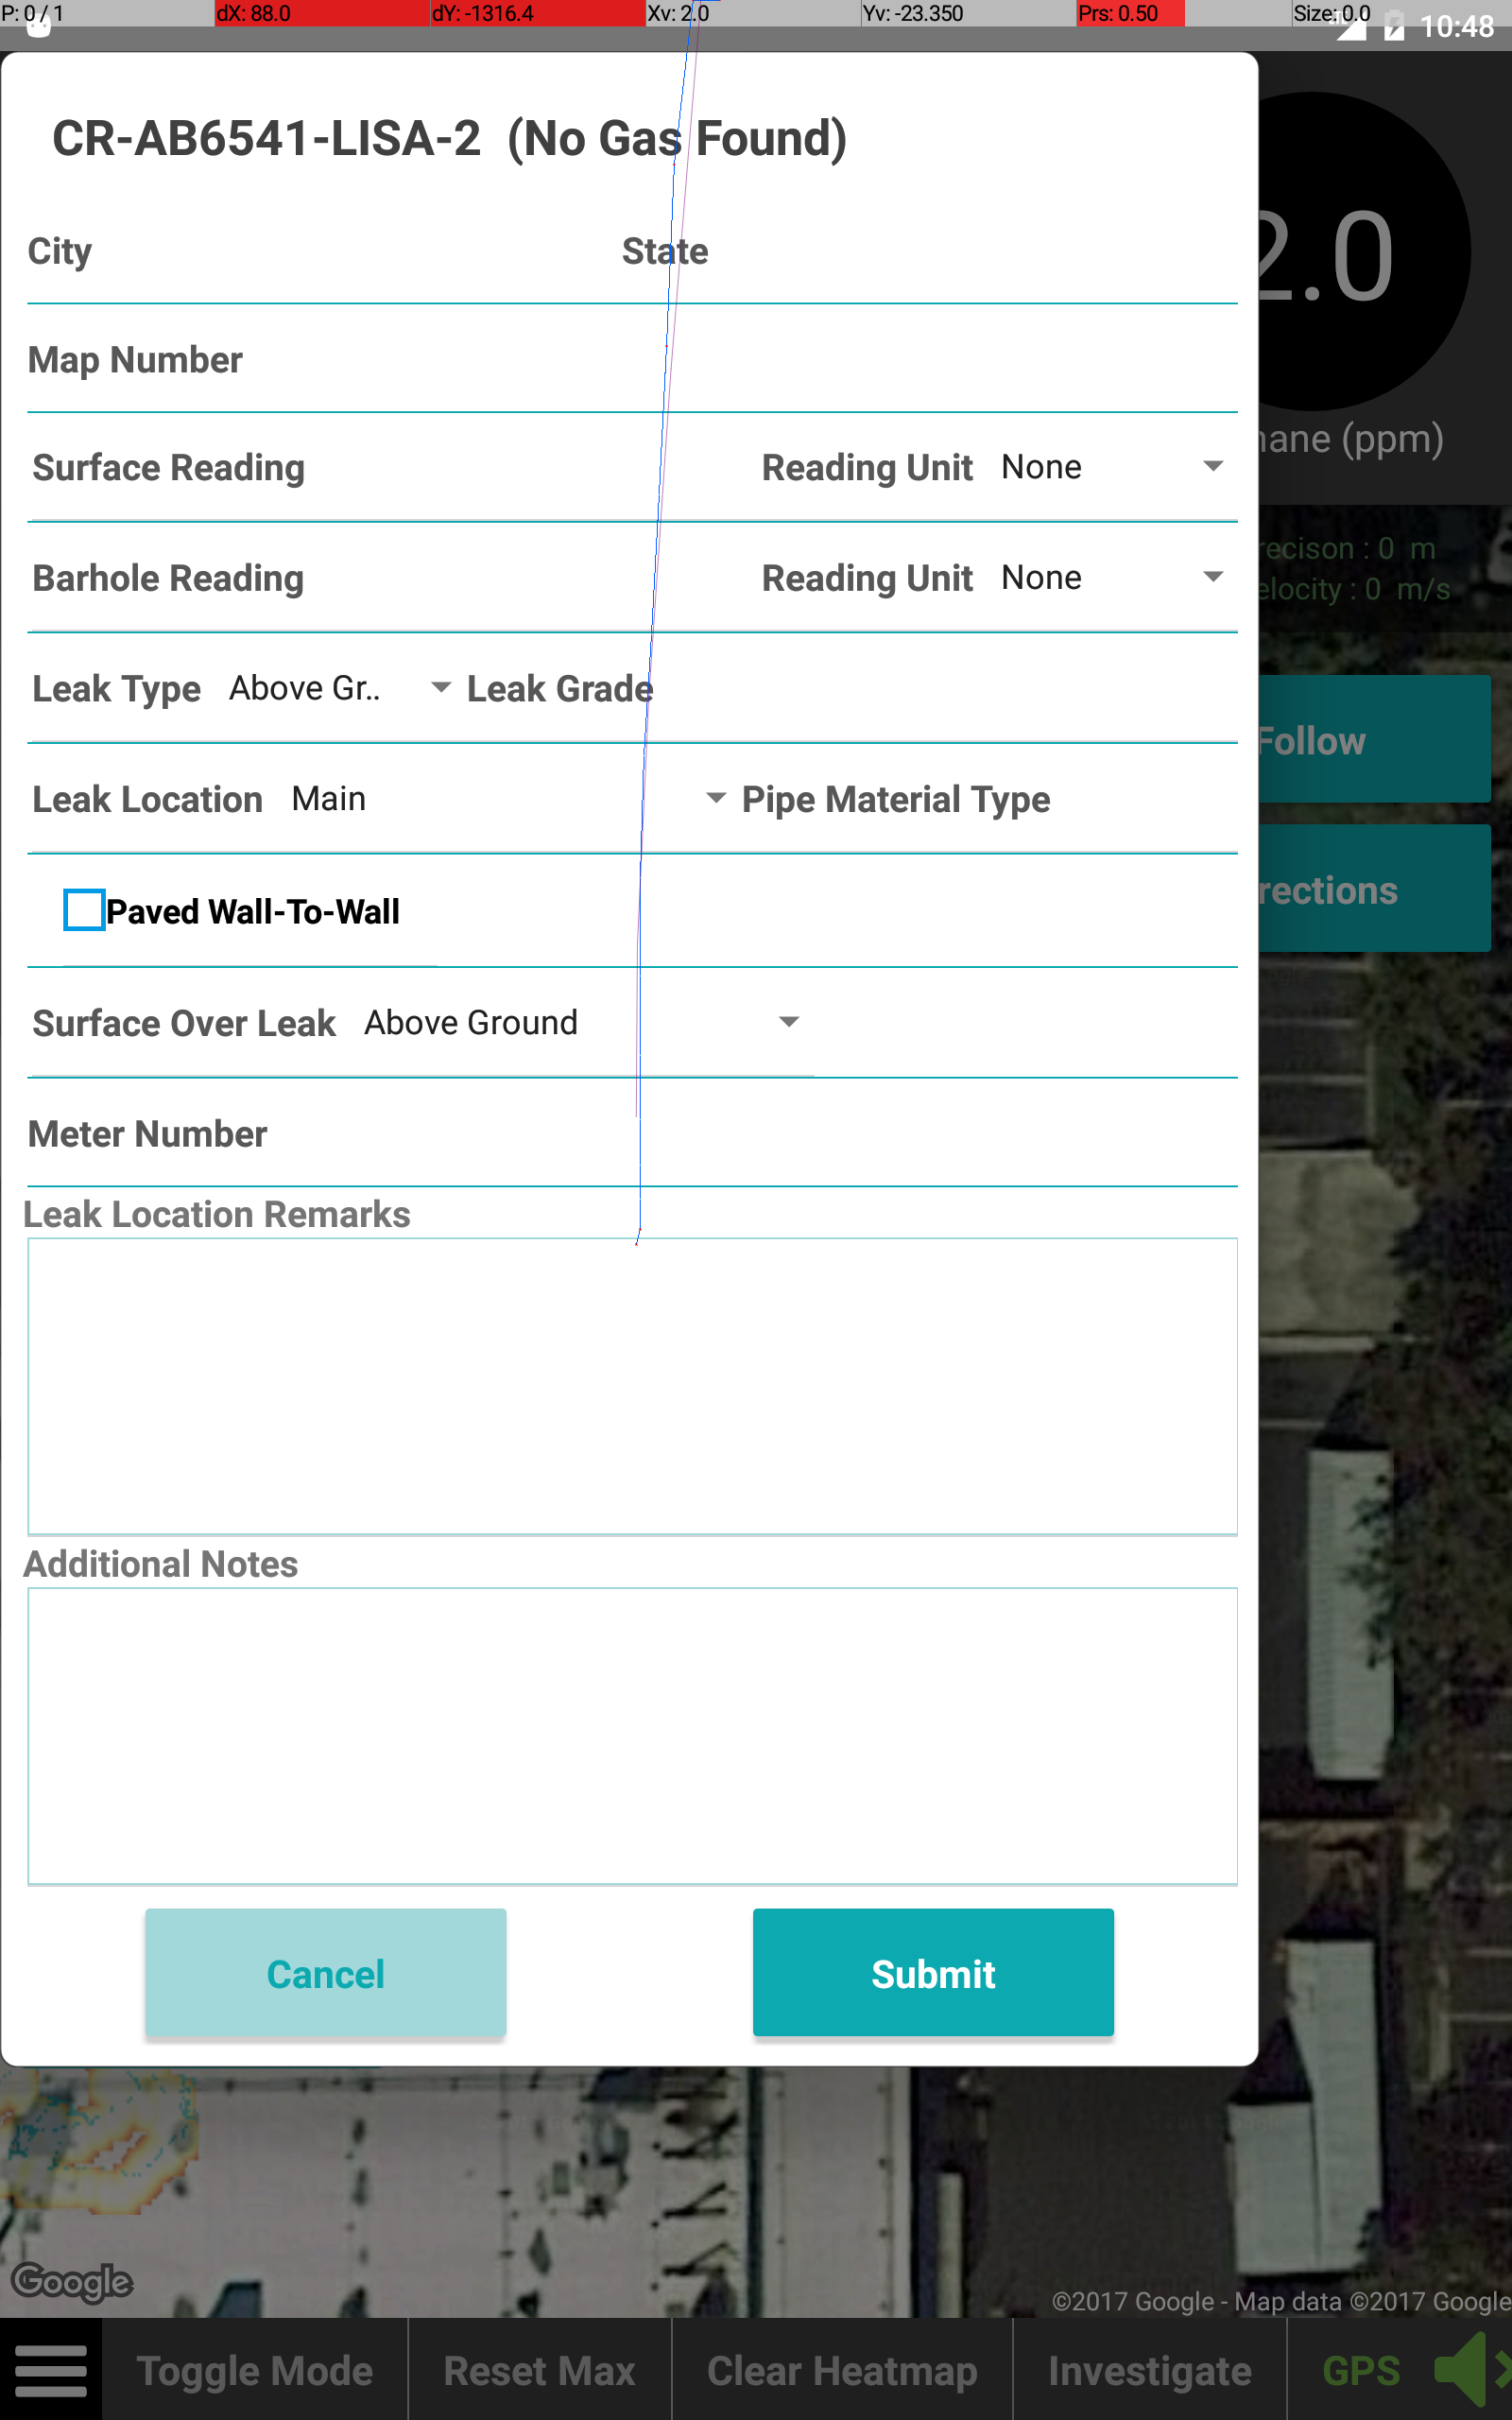 P: 0 / 1 dX: 88.0 dY: -1316.4 Xv: 2.0 Yv: -23.350 Prs: 0.50 Size: 0.0
10:48
CR-AB6541-LISA-2 (No Gas Found)
City State
2.0
Map Number
(ppm)
Surface Reading Reading Unit None
Barhole Reading Reading Unit None
: 0 m
: 0 m/s
Leak Type Above Gr.. Leak Grade
Follow
Leak Location Main Pipe Material Type
Paved Wall-To-Wall
Surface Over Leak Above Ground
Meter Number
Leak Location Remarks
Additional Notes
Cancel Submit
Google
©2017 Google - Map data ©2017 Google
Toggle Mode Reset Max Clear Heatmap Investigate GPS